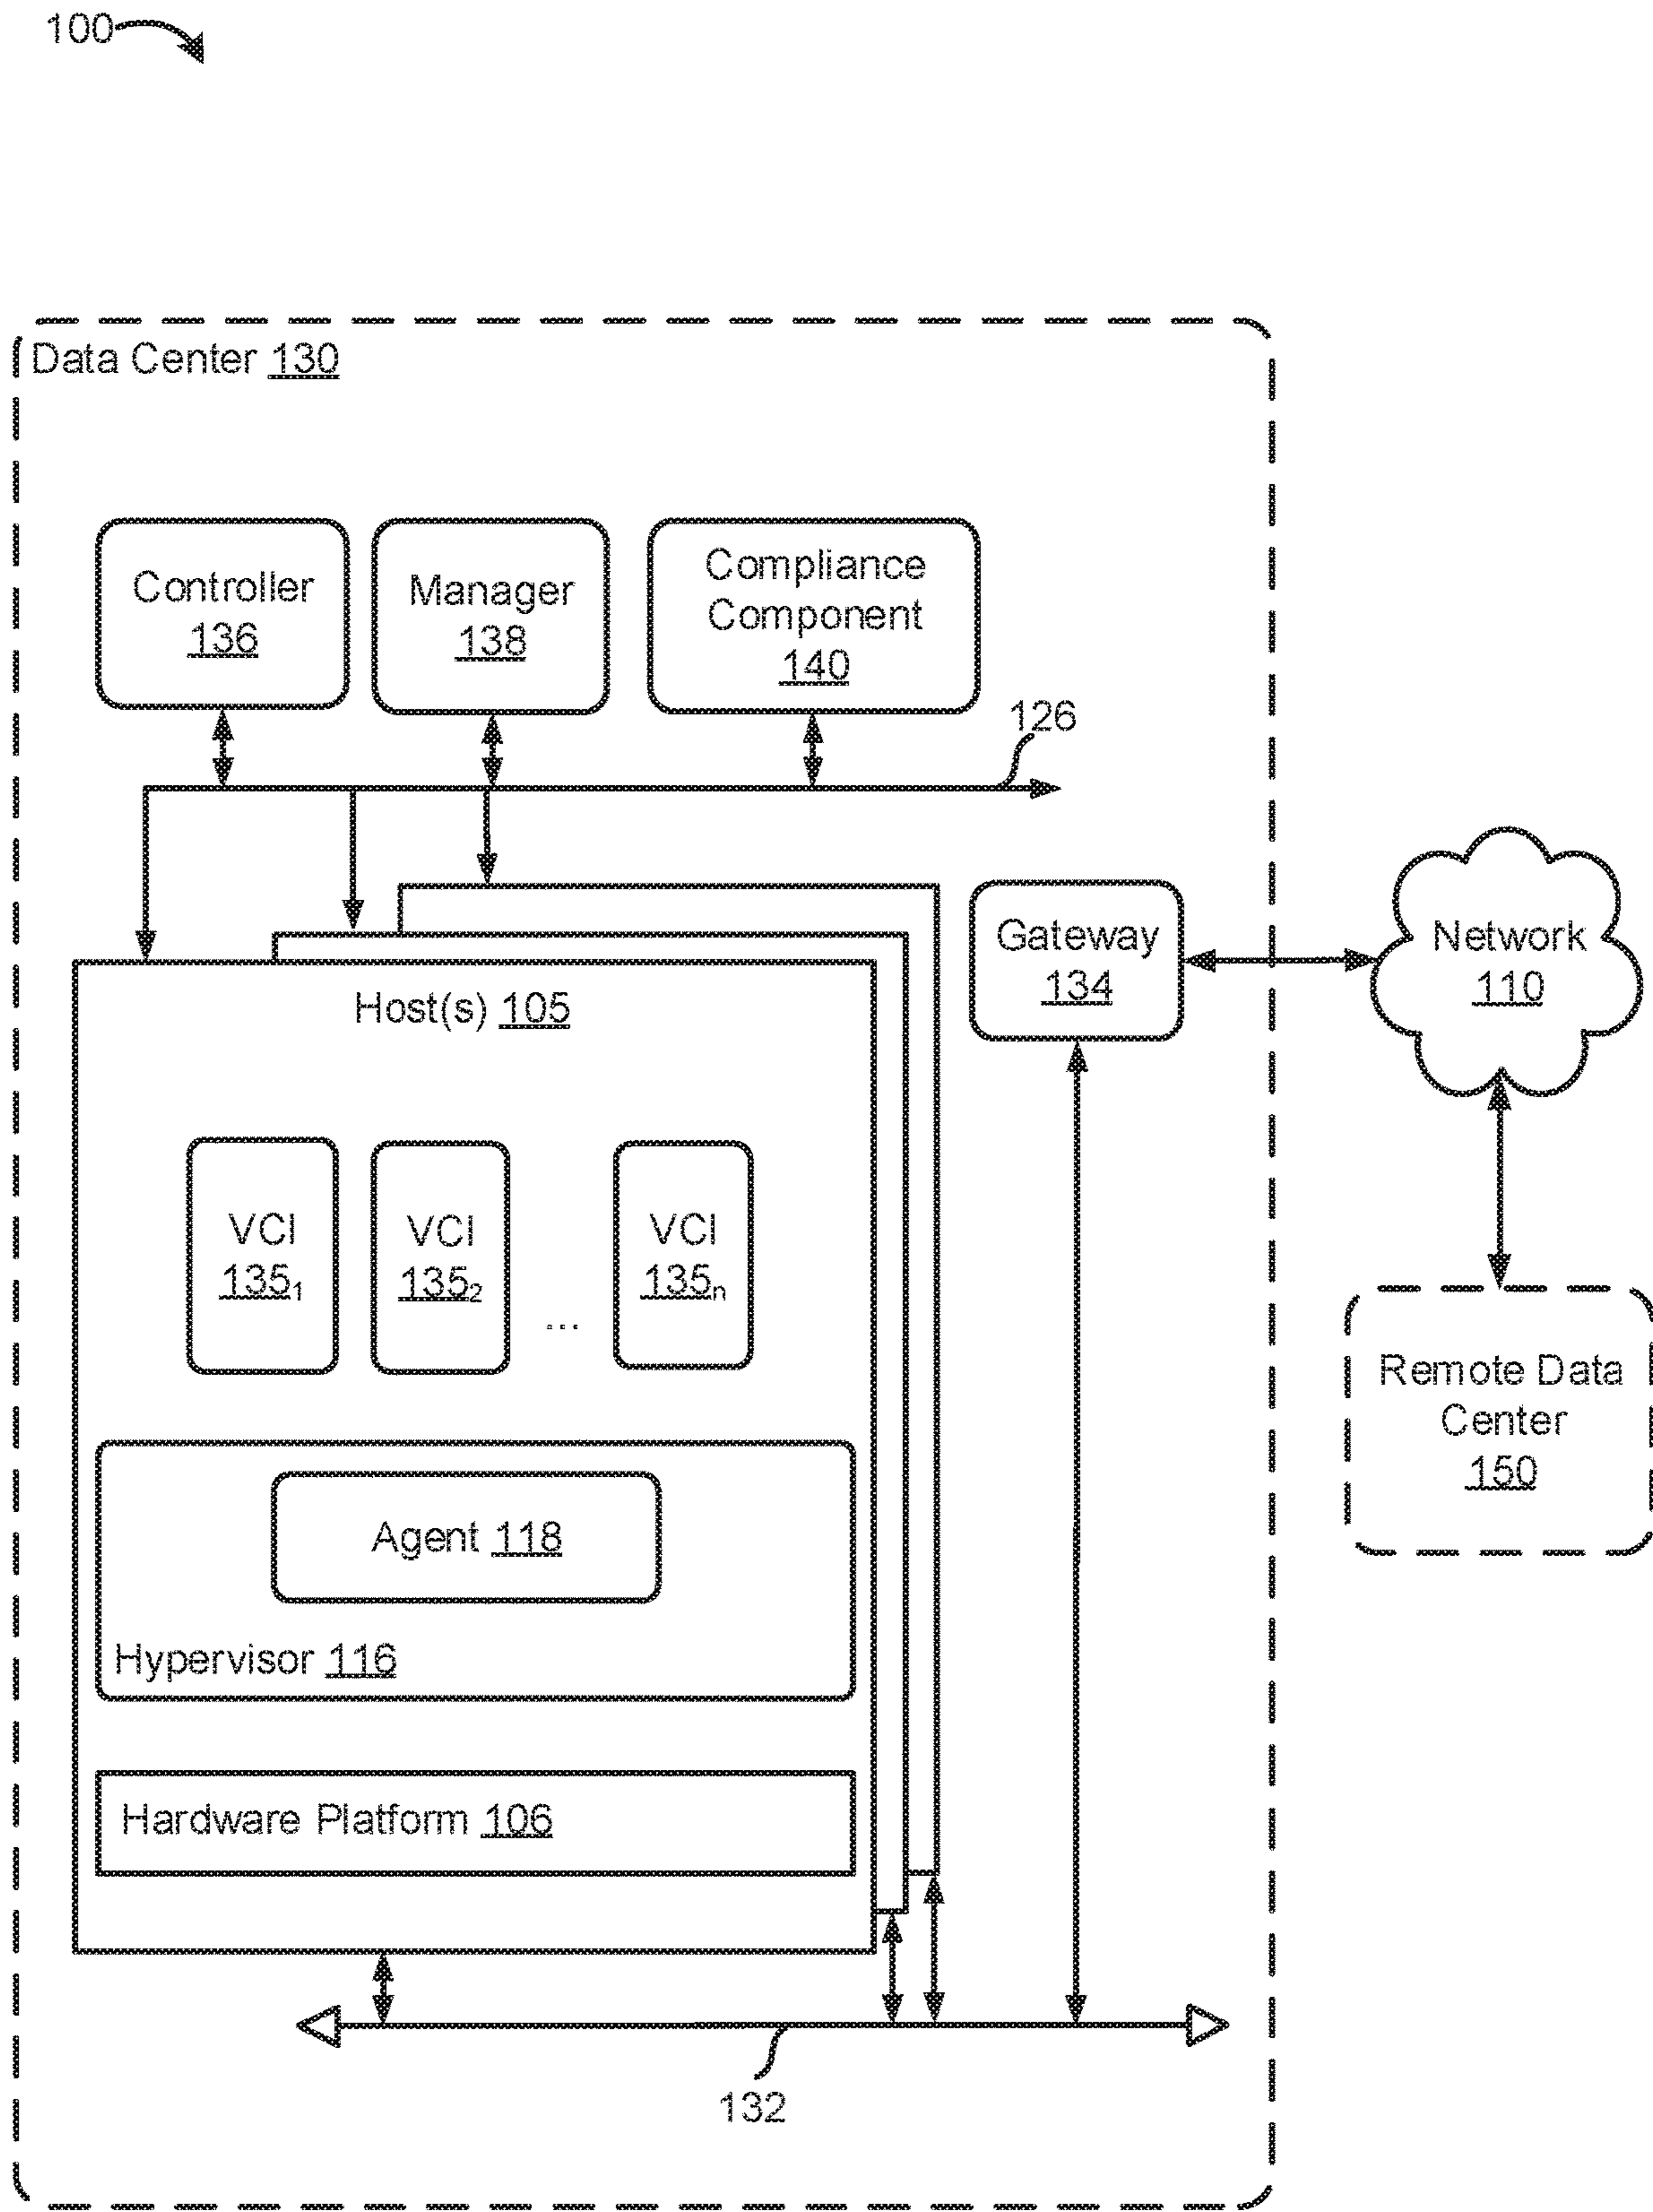 100
Data Center 130
Controller
136
Manager
138
Compliance
Component
140
126
Host(s) 105
Gateway
134
Network
110
VCI
135₁
VCI
135₂
...
VCI
135ₙ
Remote Data
Center
150
Agent 118
Hypervisor 116
Hardware Platform 106
132